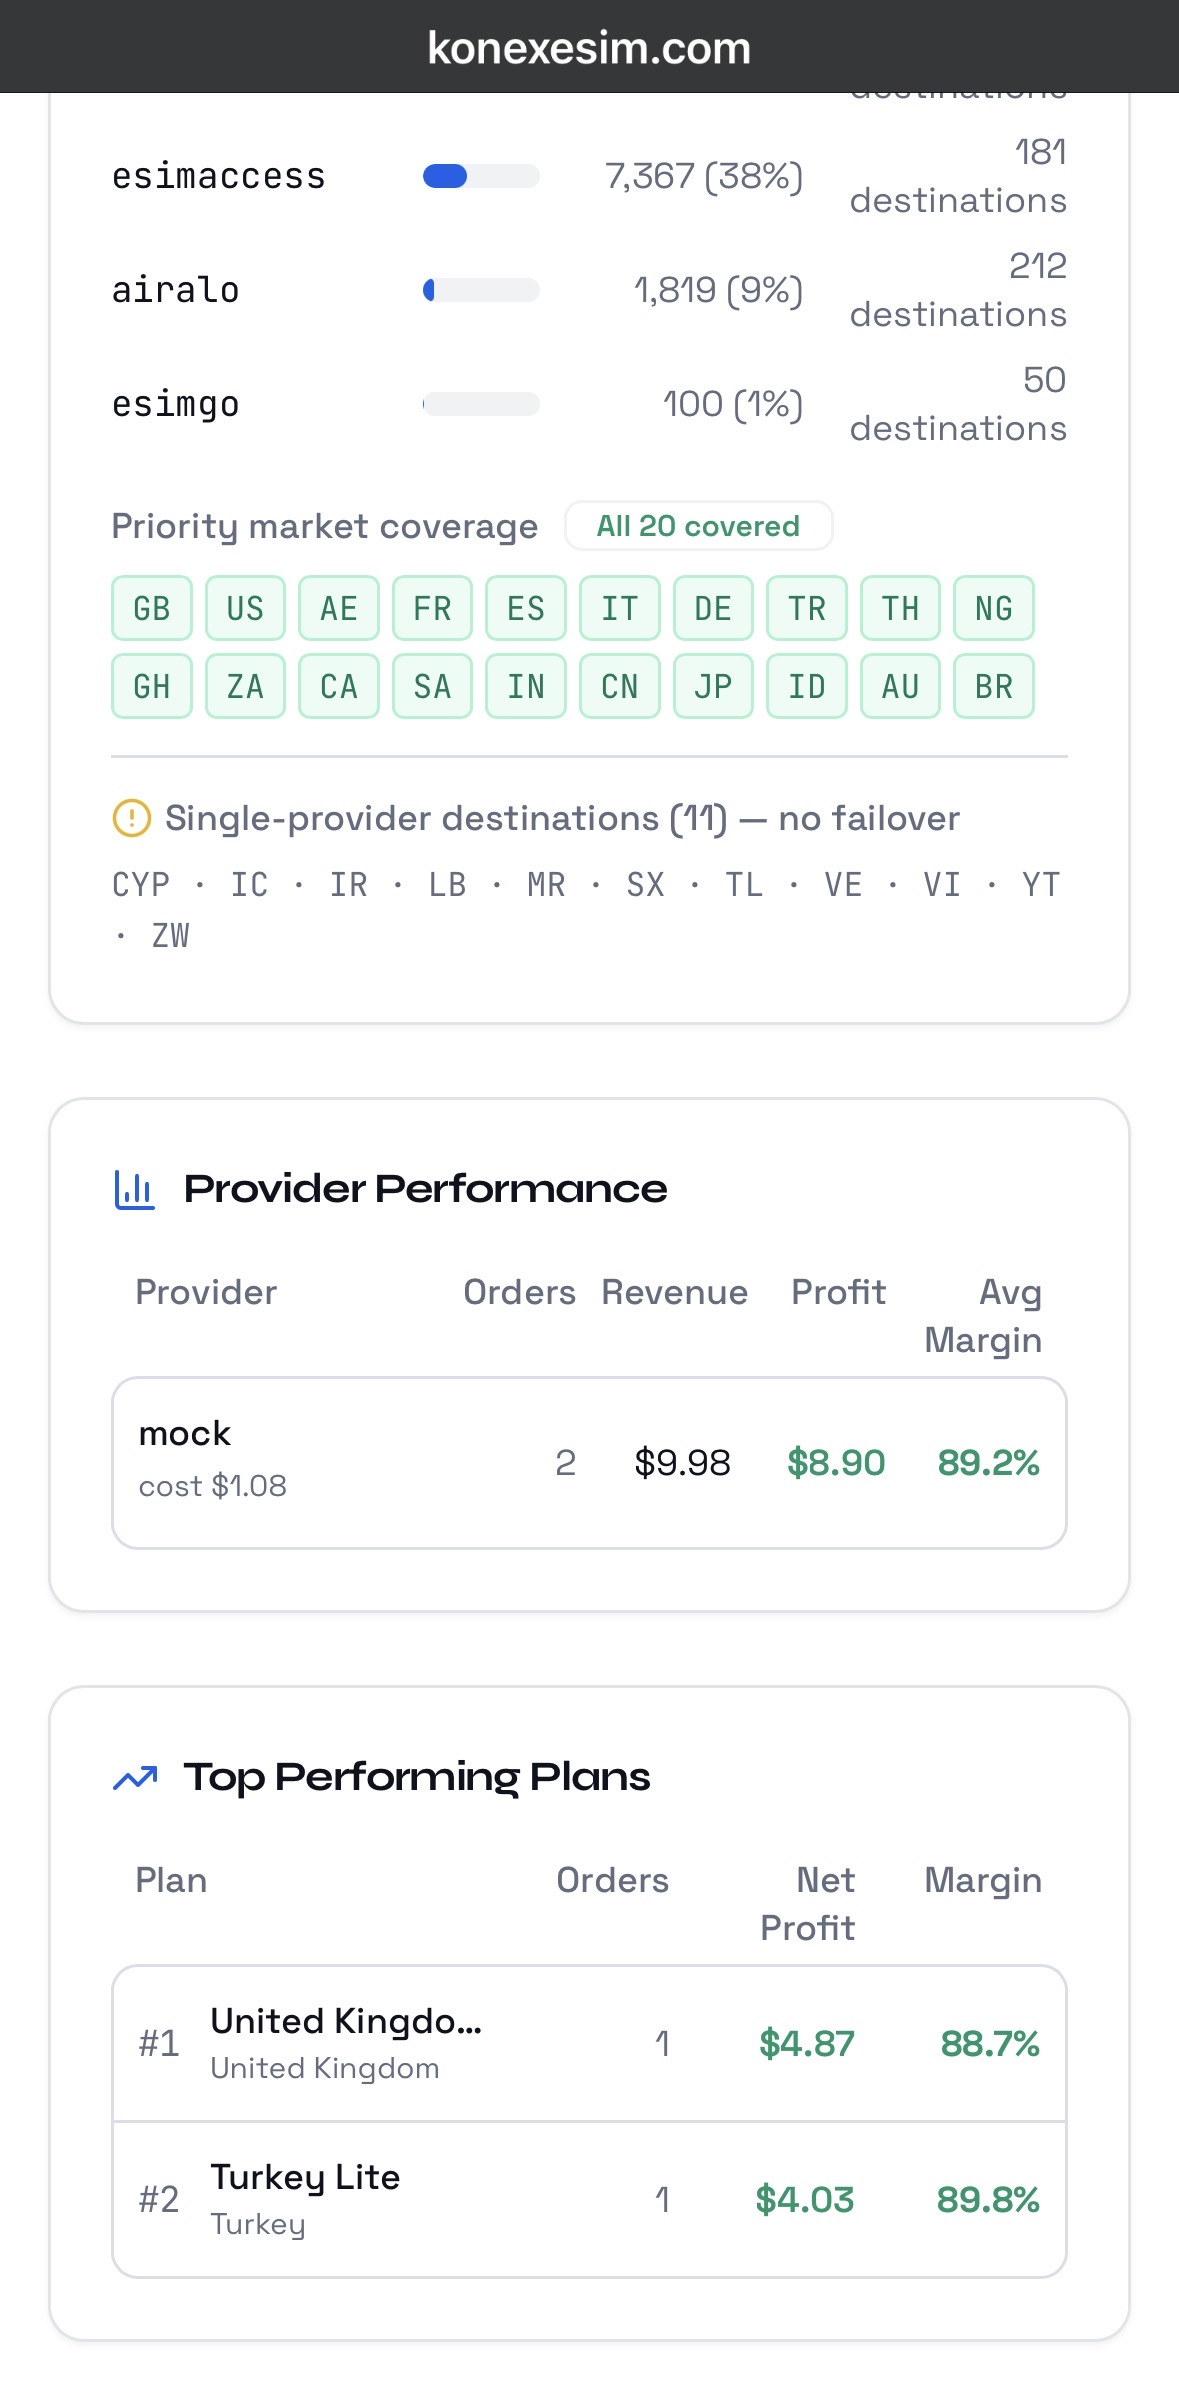 konexesim.com
destinations
esimaccess 7,367 (38%) 181 destinations
airalo 1,819 (9%) 212 destinations
esimgo 100 (1%) 50 destinations
Priority market coverage All 20 covered
GB US AE FR ES IT DE TR TH NG
GH ZA CA SA IN CN JP ID AU BR
Single-provider destinations (11) — no failover
CYP · IC · IR · LB · MR · SX · TL · VE · VI · YT
· ZW
Provider Performance
Provider Orders Revenue Profit Avg Margin
mock
cost $1.08
2 $9.98 $8.90 89.2%
Top Performing Plans
Plan Orders Net Profit Margin
#1 United Kingdo... 1 $4.87 88.7%
United Kingdom
#2 Turkey Lite 1 $4.03 89.8%
Turkey